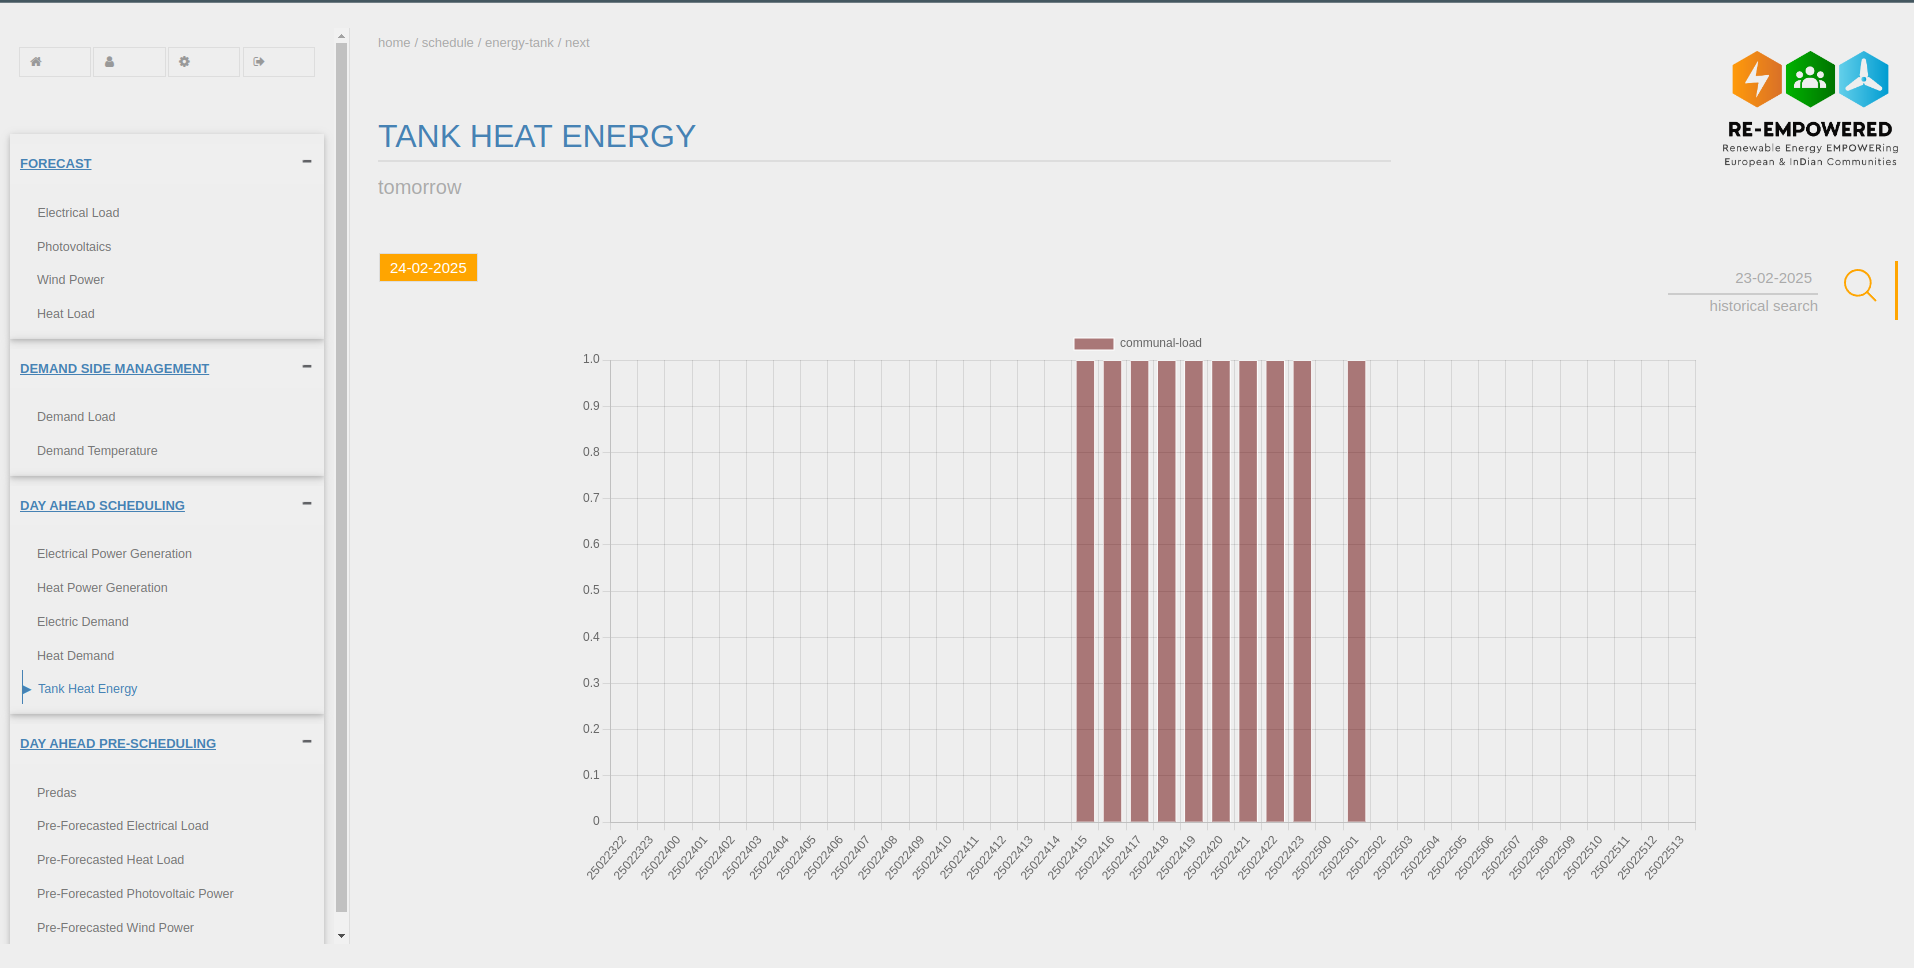 home / schedule / energy-tank / next
RE-EMPOWERED
Renewable Energy EMPOWERing
European & InDian Communities
TANK HEAT ENERGY
tomorrow
24-02-2025
23-02-2025
historical search
FORECAST
Electrical Load
Photovoltaics
Wind Power
Heat Load
DEMAND SIDE MANAGEMENT
Demand Load
Demand Temperature
DAY AHEAD SCHEDULING
Electrical Power Generation
Heat Power Generation
Electric Demand
Heat Demand
Tank Heat Energy
DAY AHEAD PRE-SCHEDULING
Predas
Pre-Forecasted Electrical Load
Pre-Forecasted Heat Load
Pre-Forecasted Photovoltaic Power
Pre-Forecasted Wind Power
communal-load
1.0
0.9
0.8
0.7
0.6
0.5
0.4
0.3
0.2
0.1
0
25022322
25022323
25022400
25022401
25022402
25022403
25022404
25022405
25022406
25022407
25022408
25022409
25022410
25022411
25022412
25022413
25022414
25022415
25022416
25022417
25022418
25022419
25022420
25022421
25022422
25022423
25022500
25022501
25022502
25022503
25022504
25022505
25022506
25022507
25022508
25022509
25022510
25022511
25022512
25022513